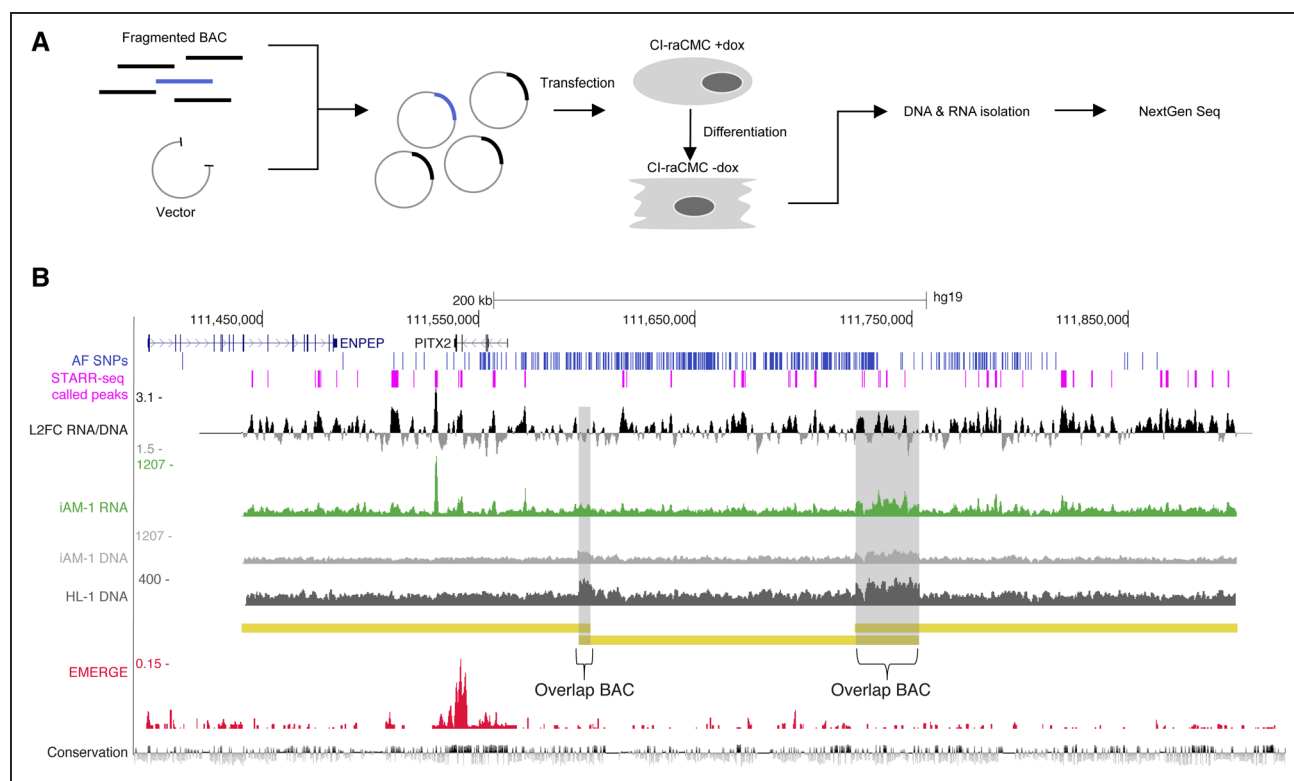 A
Fragmented BAC
Vector
Transfection
CI-raCMC +dox
Differentiation
CI-raCMC -dox
DNA & RNA isolation
NextGen Seq
B
200 kb
hg19
111,450,000
111,550,000
111,650,000
111,750,000
111,850,000
ENPEP
PITX2
AF SNPs
STARR-seq
called peaks
3.1 -
L2FC RNA/DNA
1.5 -
1207 -
iAM-1 RNA
1207 -
iAM-1 DNA
400 -
HL-1 DNA
0.15 -
EMERGE
Overlap BAC
Overlap BAC
Conservation